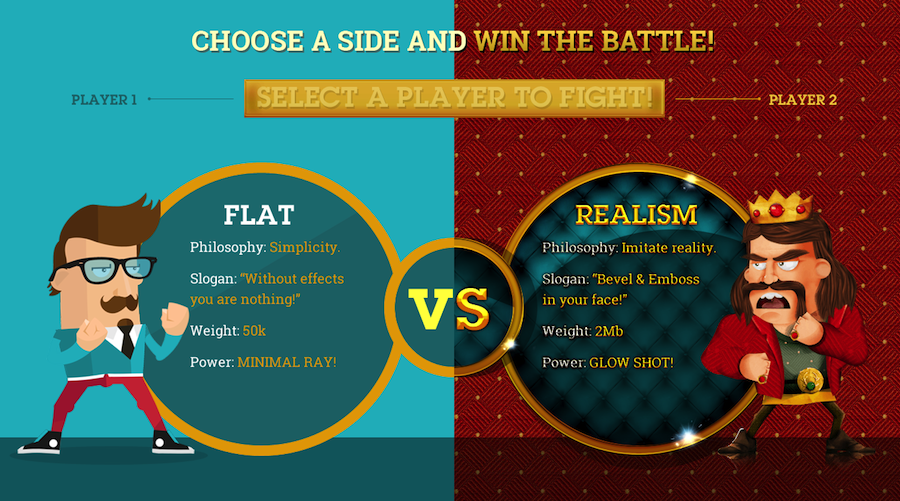 CHOOSE A SIDE AND WIN THE BATTLE!
PLAYER 1
SELECT A PLAYER TO FIGHT!
PLAYER 2
FLAT
Philosophy: Simplicity.
Slogan: “Without effects
you are nothing!”
Weight: 50k
Power: MINIMAL RAY!
VS
REALISM
Philosophy: Imitate reality.
Slogan: “Bevel & Emboss
in your face!”
Weight: 2Mb
Power: GLOW SHOT!